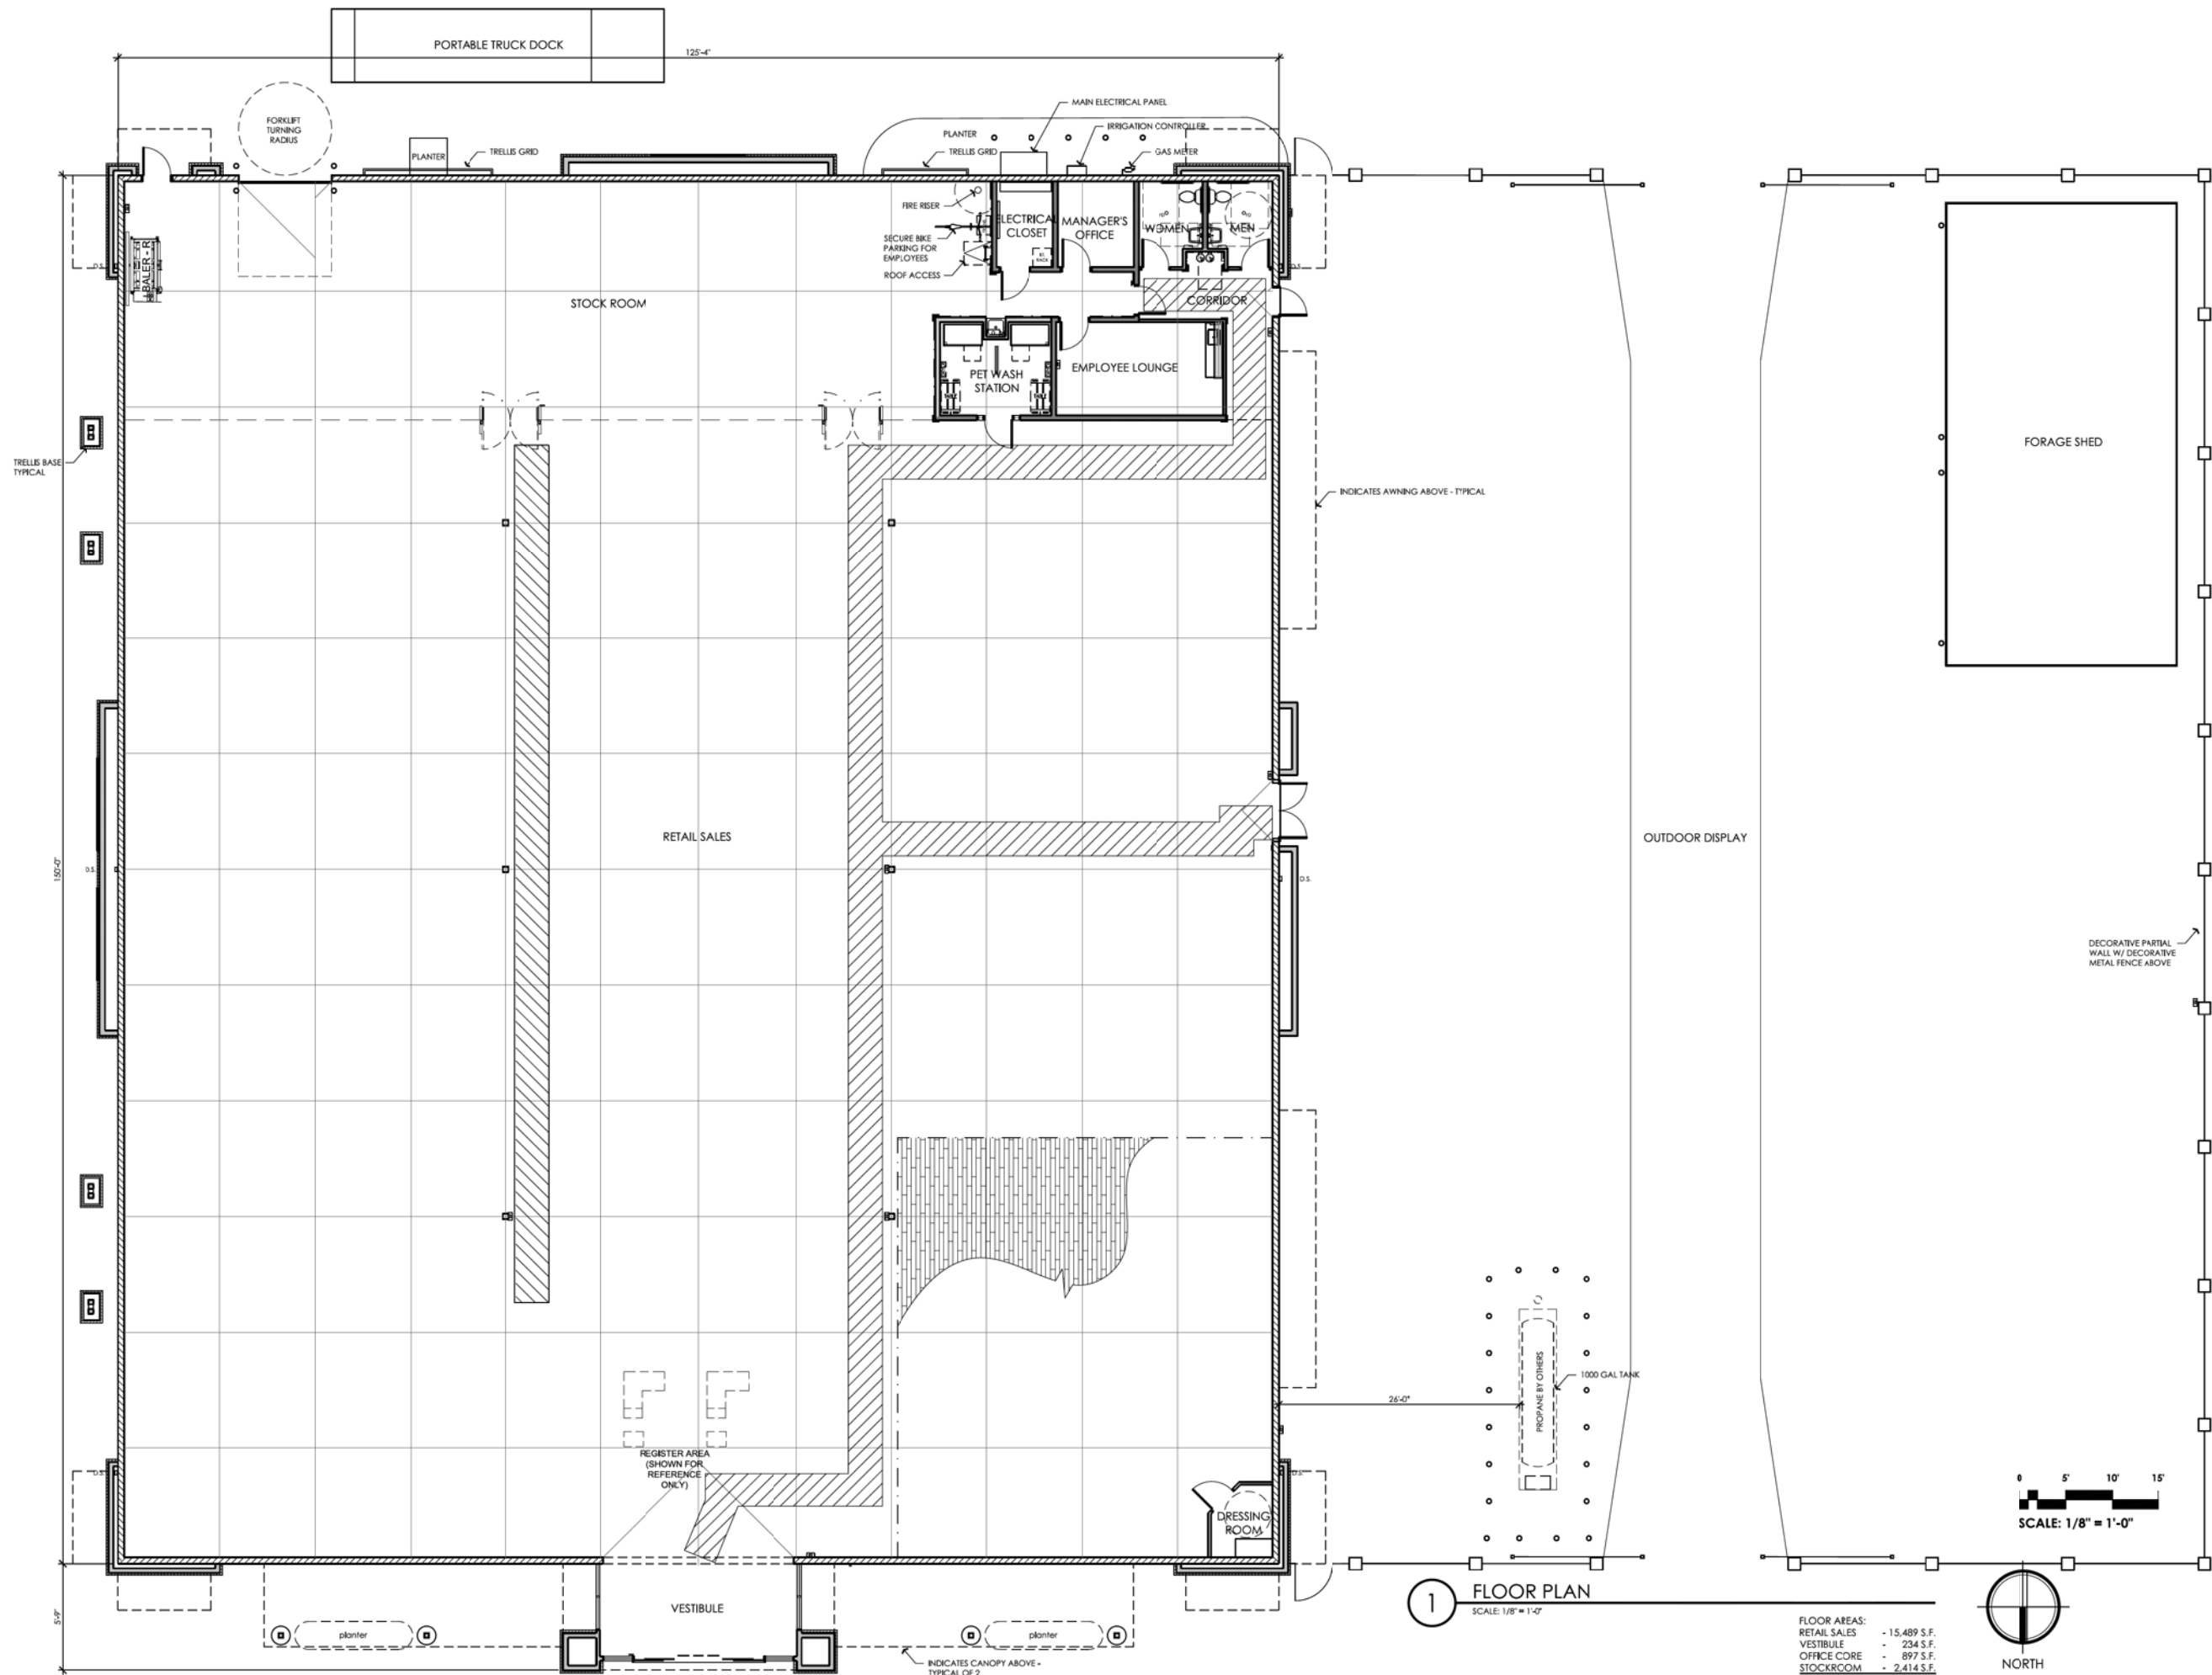 PORTABLE TRUCK DOCK
125'-4"
FORKLIFT
TURNING
RADIUS
PLANTER
TRELLIS GRID
PLANTER
TRELLIS GRID
MAIN ELECTRICAL PANEL
IRRIGATION CONTROLLER
GAS METER
FIRE RISER
SECURE BIKE
PARKING FOR
EMPLOYEES
ROOF ACCESS
ELECTRICAL
CLOSET
MANAGER'S
OFFICE
WOMEN
MEN
BALER - R
D.S.
D.S.
STOCK ROOM
CORRIDOR
PET WASH
STATION
EMPLOYEE LOUNGE
TRELLIS BASE
TYPICAL
FORAGE SHED
INDICATES AWNING ABOVE - TYPICAL
RETAIL SALES
OUTDOOR DISPLAY
150'-0"
D.S.
D.S.
DECORATIVE PARTIAL
WALL W/ DECORATIVE
METAL FENCE ABOVE
PROPANE BY OTHERS
1000 GAL TANK
26'-0"
REGISTER AREA
(SHOWN FOR
REFERENCE
ONLY)
D.S.
D.S.
DRESSING
ROOM
0 5' 10' 15'
SCALE: 1/8" = 1'-0"
VESTIBULE
planter
planter
5'-9"
INDICATES CANOPY ABOVE -
TYPICAL OF 2
1
FLOOR PLAN
SCALE: 1/8" = 1'-0"
FLOOR AREAS:
RETAIL SALES - 15,489 S.F.
VESTIBULE - 234 S.F.
OFFICE CORE - 897 S.F.
STOCKROOM - 2,414 S.F.
NORTH